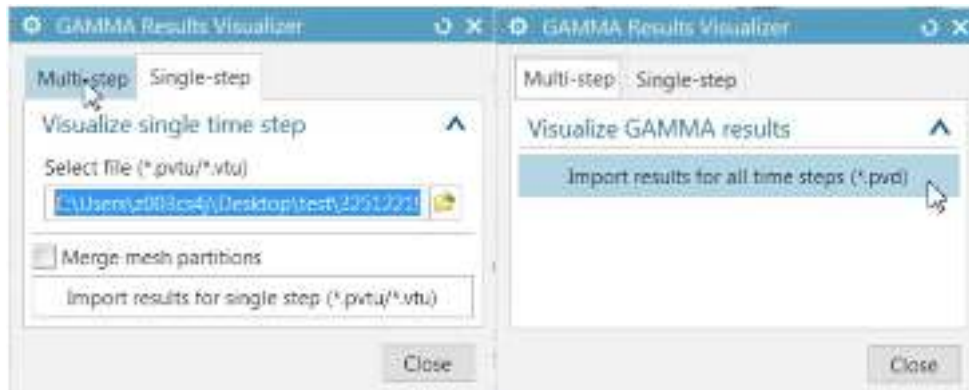 GAMMA Results Visualizer
Multi-step Single-step
Visualize single time step
Select file (*.pvtu/*.vtu)
Merge mesh partitions
Import results for single step (*.pvtu/*.vtu)
Close
GAMMA Results Visualizer
Multi-step Single-step
Visualize GAMMA results
Import results for all time steps (*.pvd)
Close